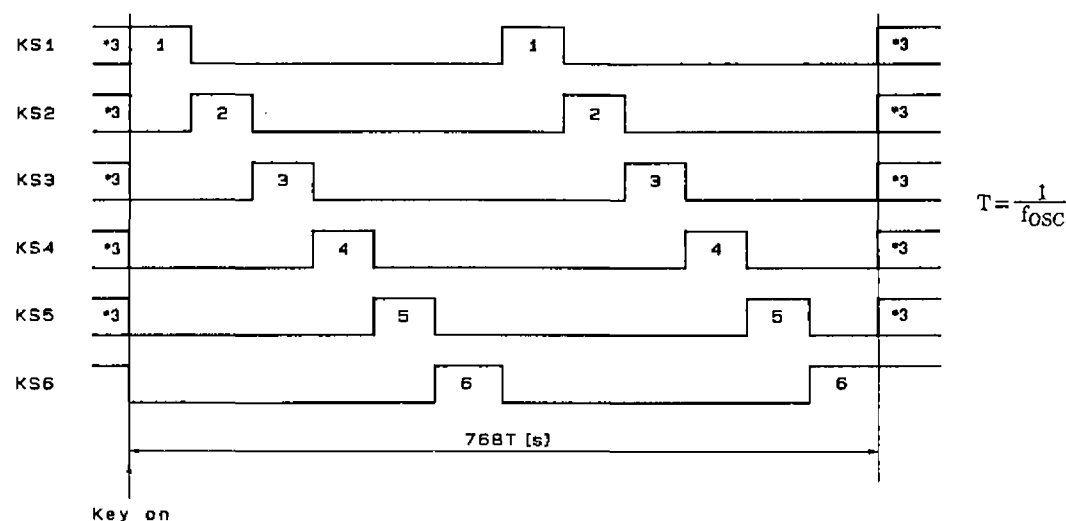 KS1 *3 1 1 *3
KS2 *3 2 2 *3
KS3 *3 3 3 *3
T=1/fOSC
KS4 *3 4 4 *3
KS5 *3 5 5 *3
KS6 6 6
768T [s]
Key on